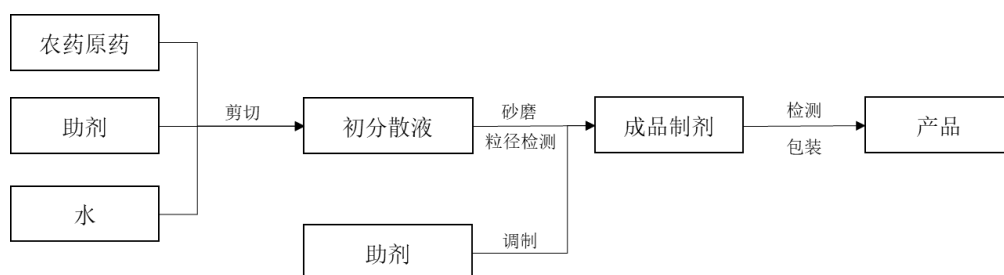 农药原药
助剂
水
剪切
初分散液
砂磨
粒径检测
助剂
调制
成品制剂
检测
包装
产品